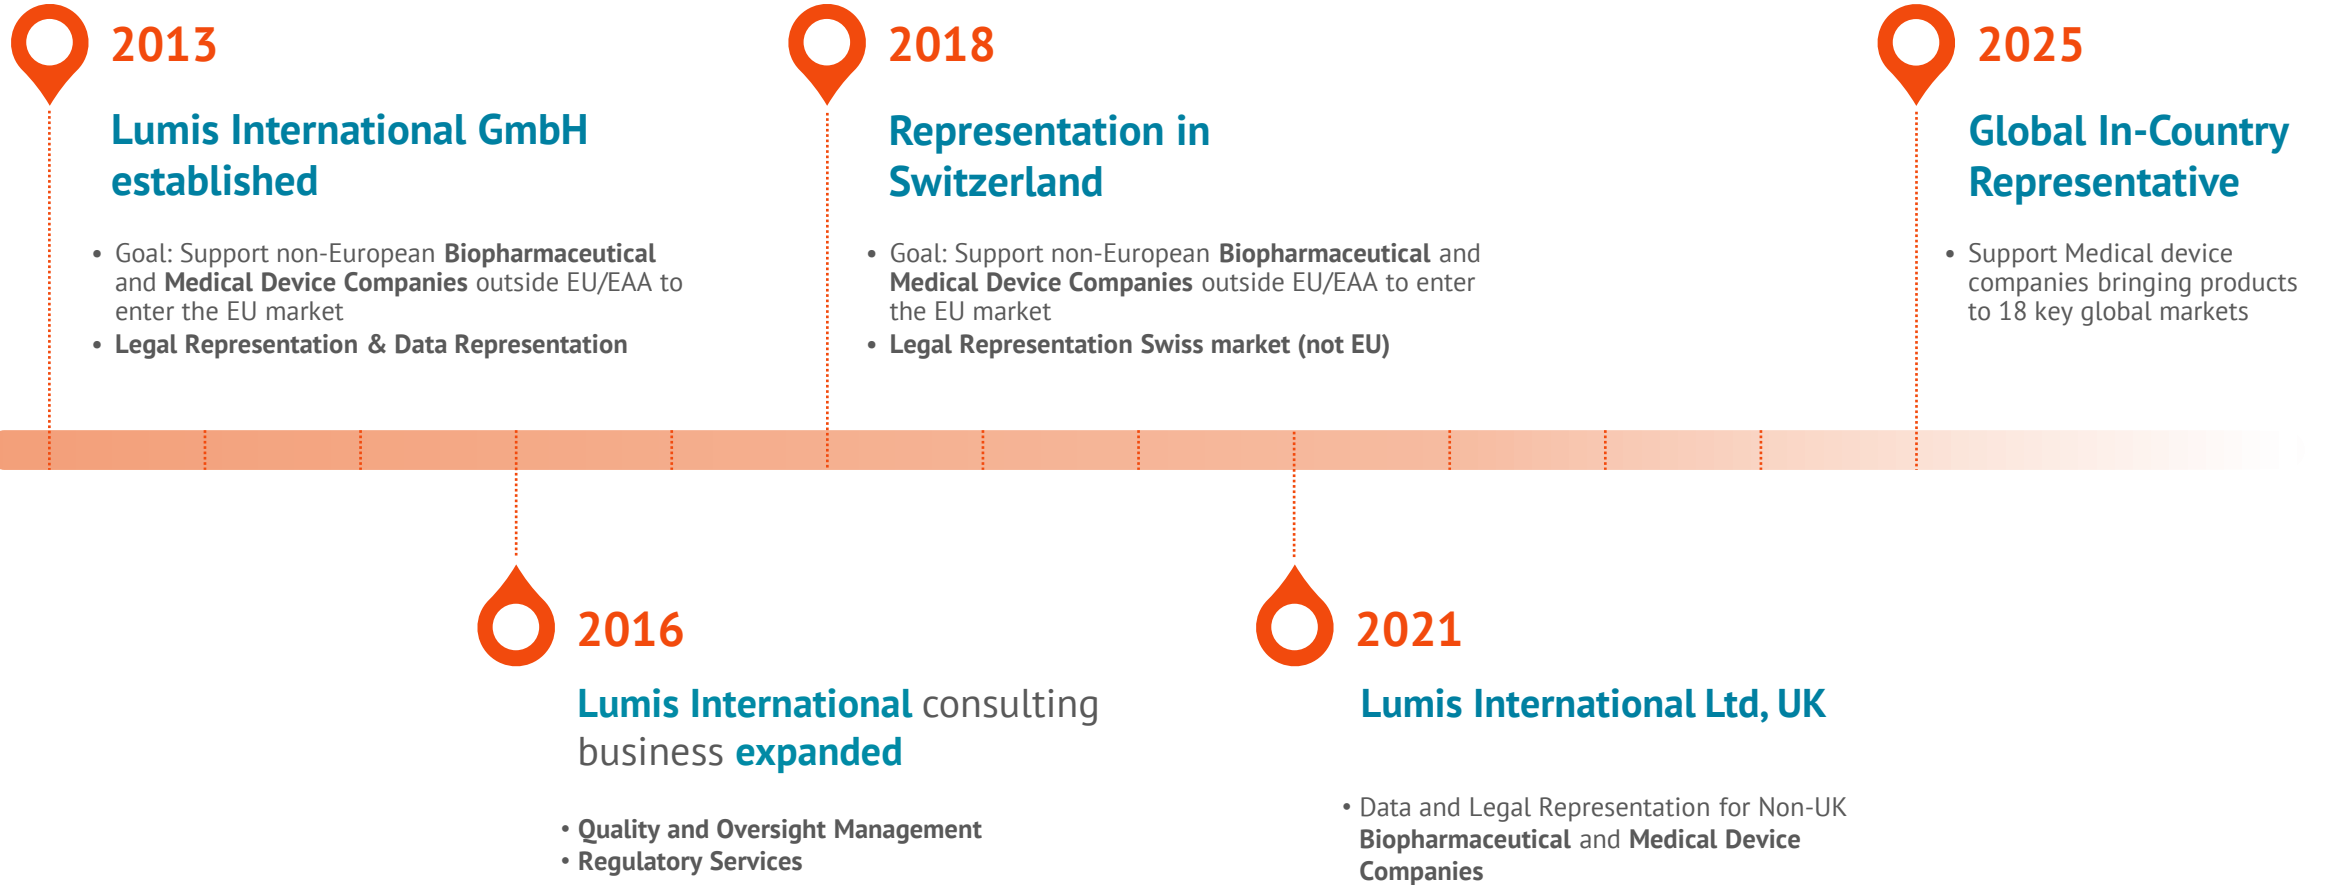 2013
Lumis International GmbH
established
• Goal: Support non-European Biopharmaceutical
and Medical Device Companies outside EU/EAA to
enter the EU market
• Legal Representation & Data Representation
2018
Representation in
Switzerland
• Goal: Support non-European Biopharmaceutical and
Medical Device Companies outside EU/EAA to enter
the EU market
• Legal Representation Swiss market (not EU)
2025
Global In-Country
Representative
• Support Medical device
companies bringing products
to 18 key global markets
2016
Lumis International consulting
business expanded
• Quality and Oversight Management
• Regulatory Services
2021
Lumis International Ltd, UK
• Data and Legal Representation for Non-UK
Biopharmaceutical and Medical Device
Companies